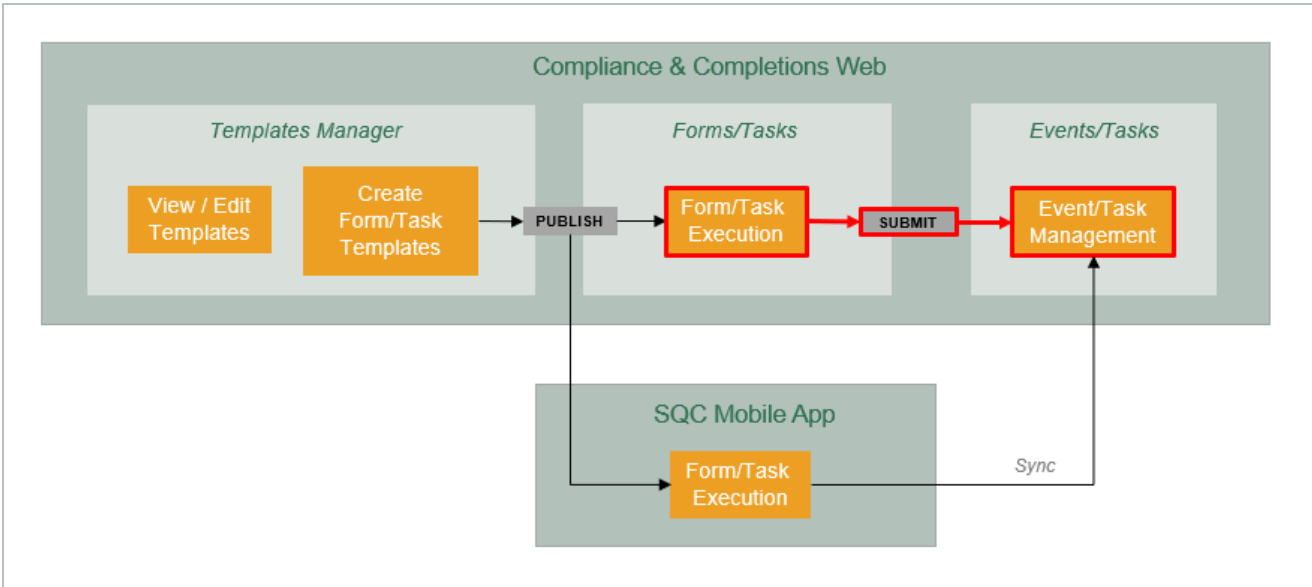 Compliance & Completions Web
Templates Manager
Forms/Tasks
Events/Tasks
View / Edit
Templates
Create
Form/Task
Templates
PUBLISH
Form/Task
Execution
SUBMIT
Event/Task
Management
SQC Mobile App
Form/Task
Execution
Sync